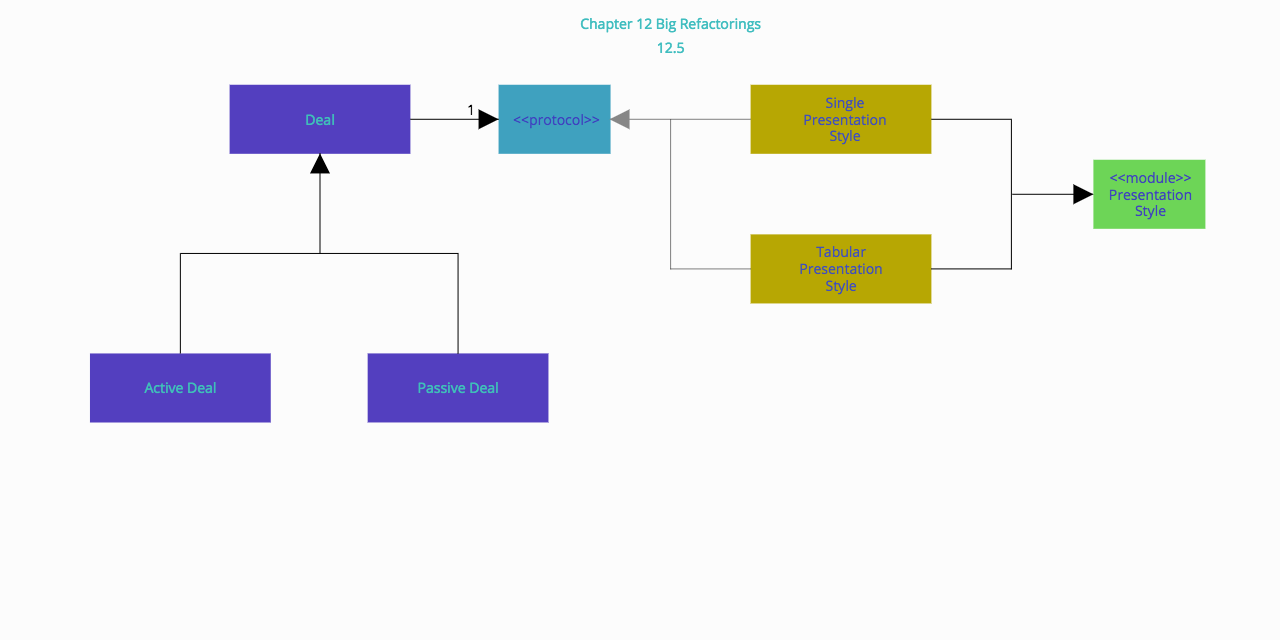 Chapter 12 Big Refactorings
12.5
Deal
1
<<protocol>>
Single
Presentation
Style
<<module>>
Presentation
Style
Tabular
Presentation
Style
Active Deal
Passive Deal